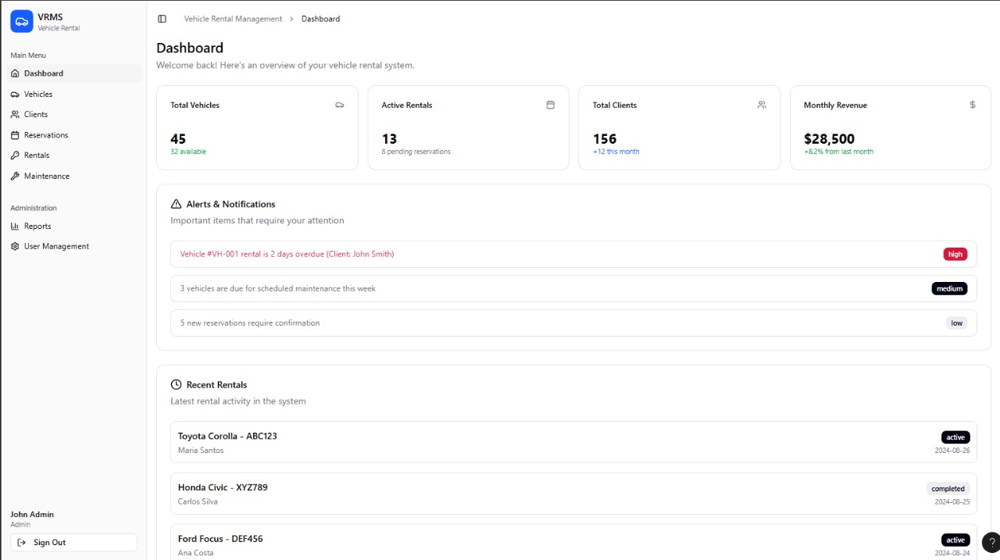 VRMS
Vehicle Rental
Main Menu
Dashboard
Vehicles
Clients
Reservations
Rentals
Maintenance
Administration
Reports
User Management
John Admin
Admin
Sign Out
Vehicle Rental Management > Dashboard
Dashboard
Welcome back! Here's an overview of your vehicle rental system.
Total Vehicles
45
32 available
Active Rentals
13
8 pending reservations
Total Clients
156
+12 this month
Monthly Revenue
$
$28,500
+8.2% from last month
Alerts & Notifications
Important items that require your attention
Vehicle #VH-001 rental is 2 days overdue (Client: John Smith) high
3 vehicles are due for scheduled maintenance this week medium
5 new reservations require confirmation low
Recent Rentals
Latest rental activity in the system
Toyota Corolla - ABC123 active
Maria Santos 2024-08-26
Honda Civic - XYZ789 completed
Carlos Silva 2024-08-25
Ford Focus - DEF456 active
Ana Costa 2024-08-24
?